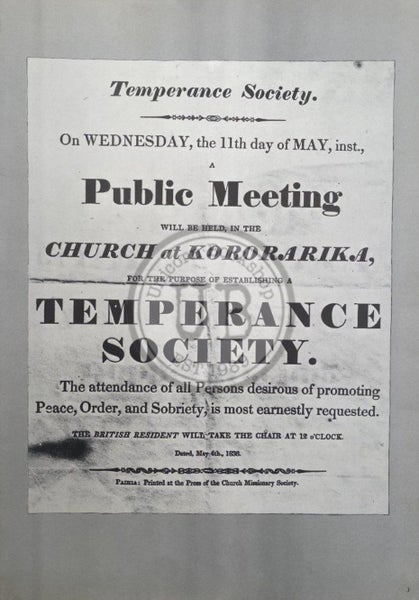 Temperance Society.
On WEDNESDAY, the 11th day of MAY, inst.,
A
Public Meeting
WILL BE HELD, IN THE
CHURCH at KORORARIKA,
FOR THE PURPOSE OF ESTABLISHING A
TEMPERANCE
SOCIETY.
The attendance of all Persons desirous of promoting
Peace, Order, and Sobriety, is most earnestly requested.
THE BRITISH RESIDENT WILL TAKE THE CHAIR AT 12 O'CLOCK.
Dated, May 6th, 1836.
PAIHIA: Printed at the Press of the Church Missionary Society.